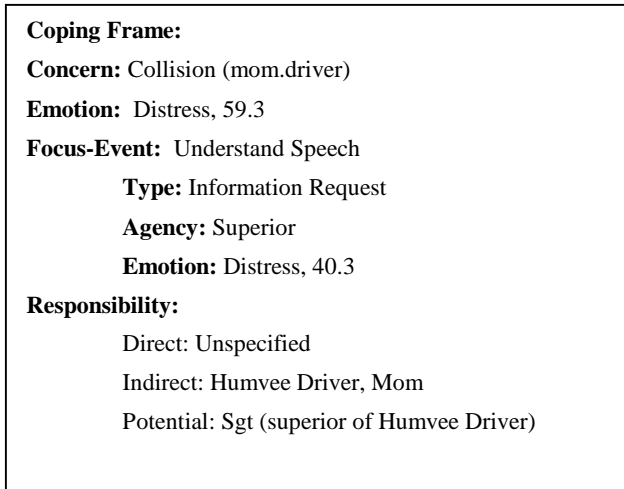 Coping Frame:
Concern: Collision (mom.driver)
Emotion: Distress, 59.3
Focus-Event: Understand Speech
Type: Information Request
Agency: Superior
Emotion: Distress, 40.3
Responsibility:
Direct: Unspecified
Indirect: Humvee Driver, Mom
Potential: Sgt (superior of Humvee Driver)